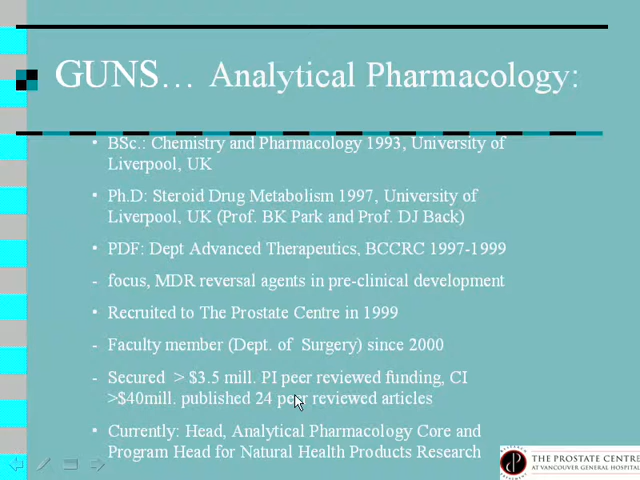 GUNS... Analytical Pharmacology:
• BSc.: Chemistry and Pharmacology 1993, University of
Liverpool, UK
• Ph.D: Steroid Drug Metabolism 1997, University of
Liverpool, UK (Prof. BK Park and Prof. DJ Back)
• PDF: Dept Advanced Therapeutics, BCCRC 1997-1999
- focus, MDR reversal agents in pre-clinical development
• Recruited to The Prostate Centre in 1999
- Faculty member (Dept. of Surgery) since 2000
- Secured > $3.5 mill. PI peer reviewed funding, CI
>$40mill. published 24 peer reviewed articles
• Currently: Head, Analytical Pharmacology Core and
Program Head for Natural Health Products Research
THE PROSTATE CENTRE
AT VANCOUVER GENERAL HOSPITAL